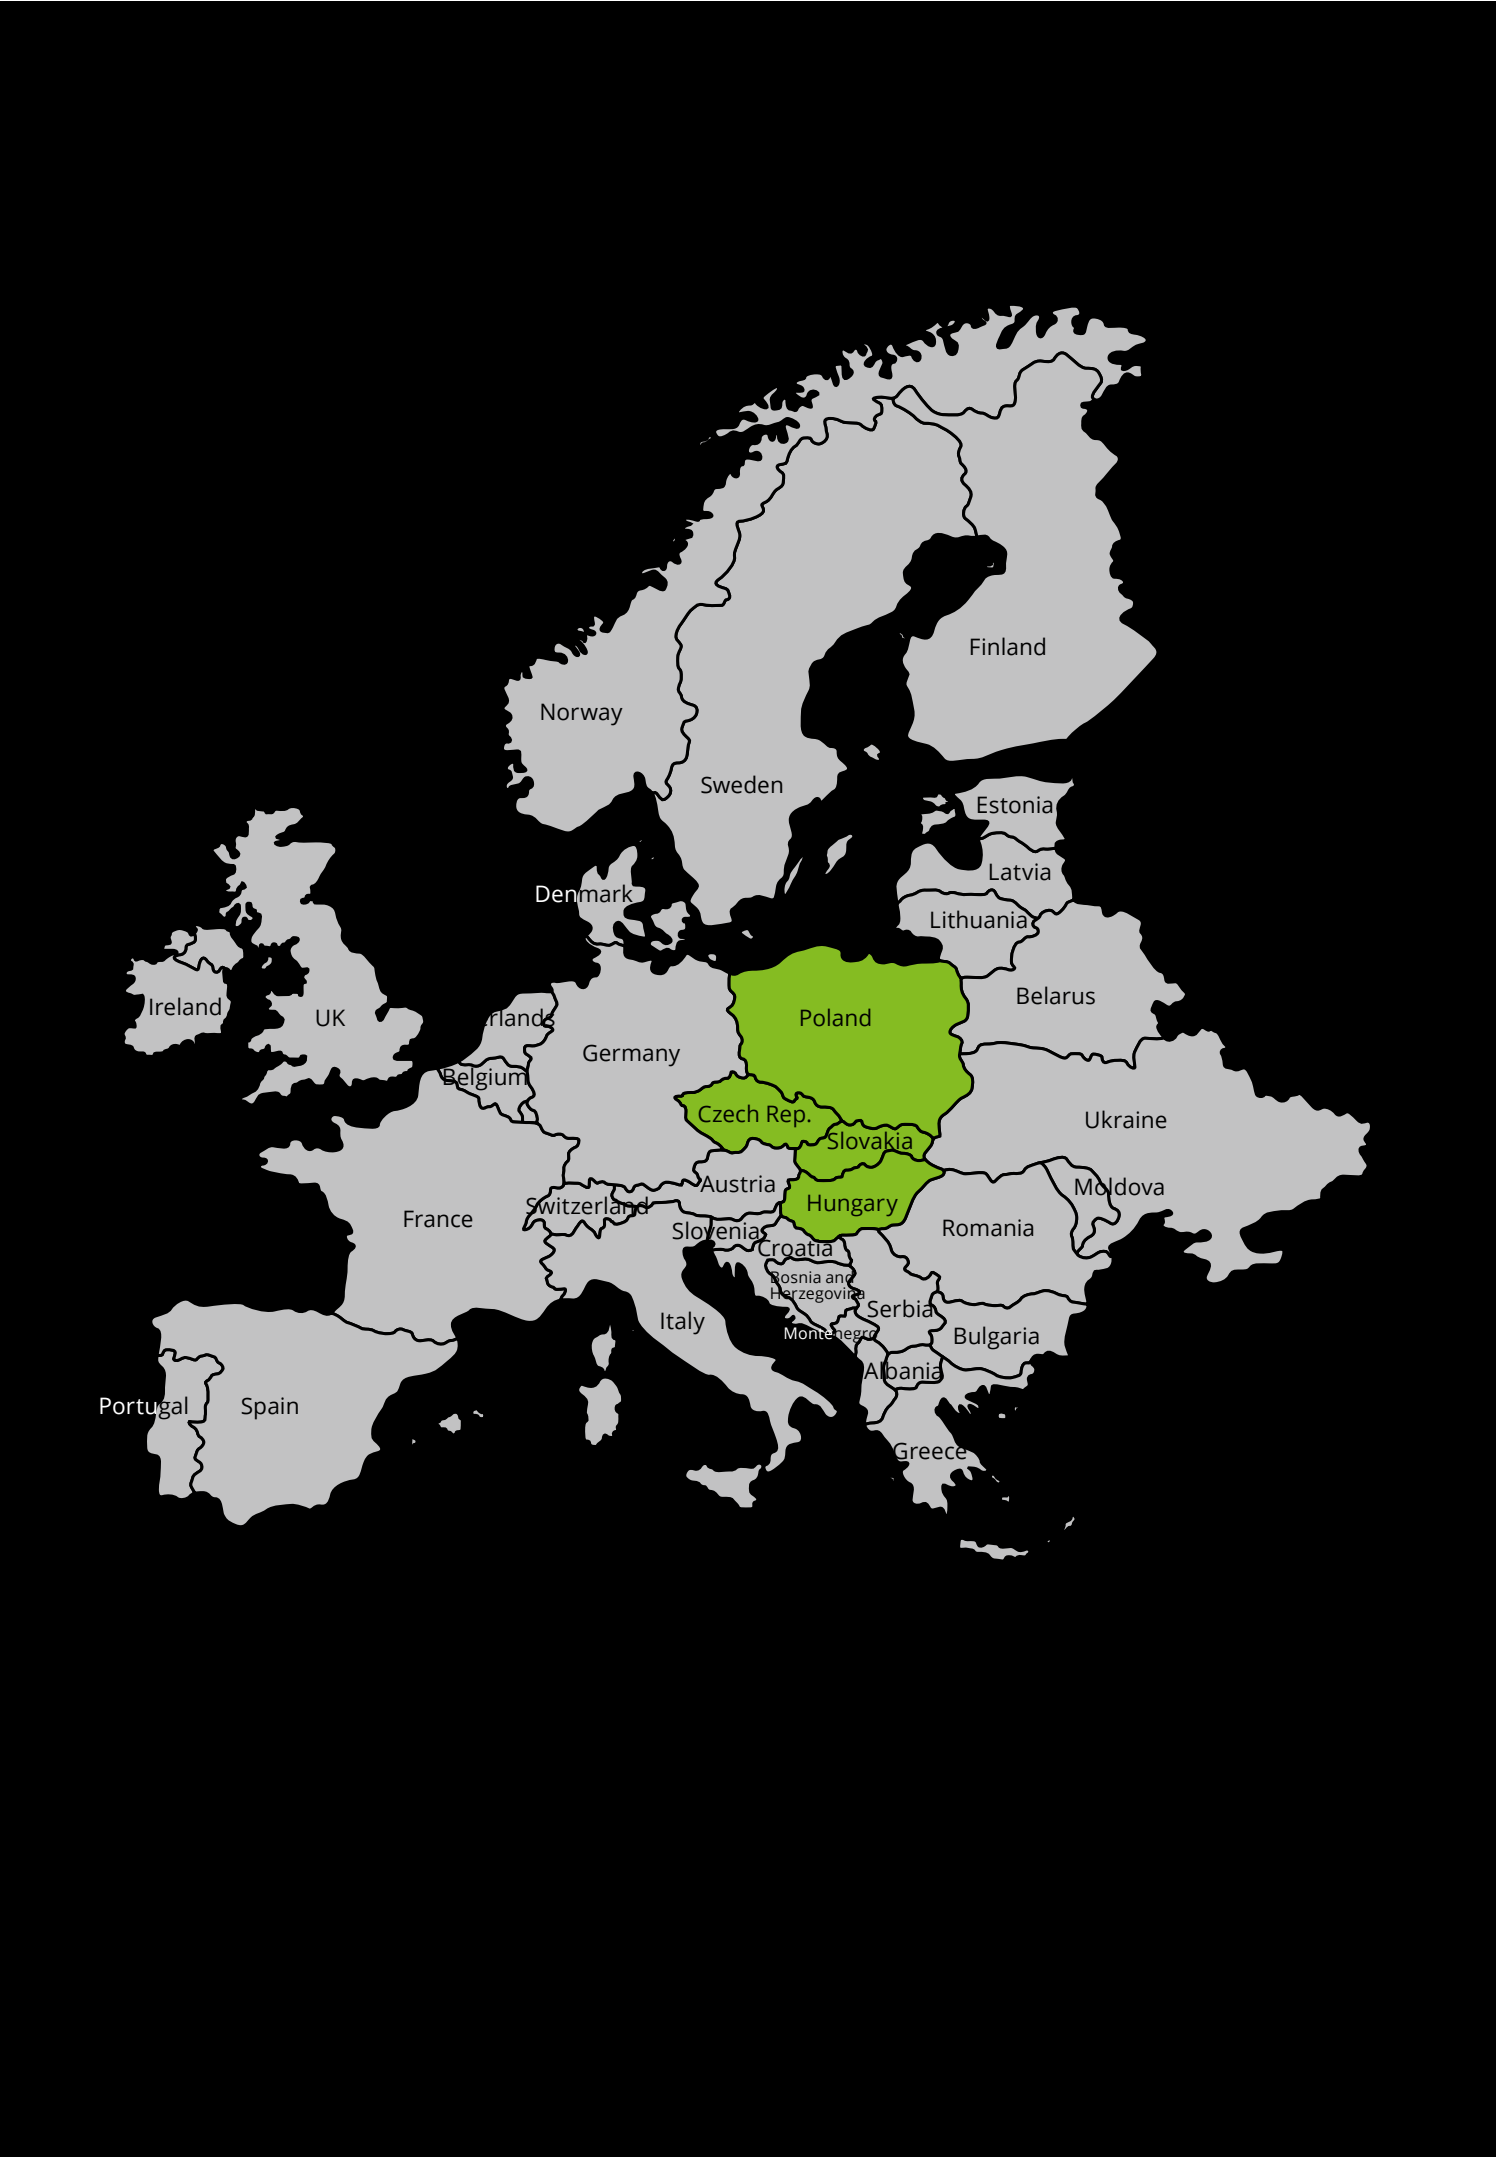 Finland
Norway
Sweden
Estonia
Latvia
Denmark
Lithuania
Belarus
Ireland
UK
rlands
Poland
Germany
Belgium
Czech Rep.
Ukraine
Slovakia
Austria
Moldova
Switzerland
Hungary
France
Romania
Slovenia
Croatia
Bosnia and
Herzegovina
Serbia
Italy
Montenegro
Bulgaria
Albania
Portugal
Spain
Greece